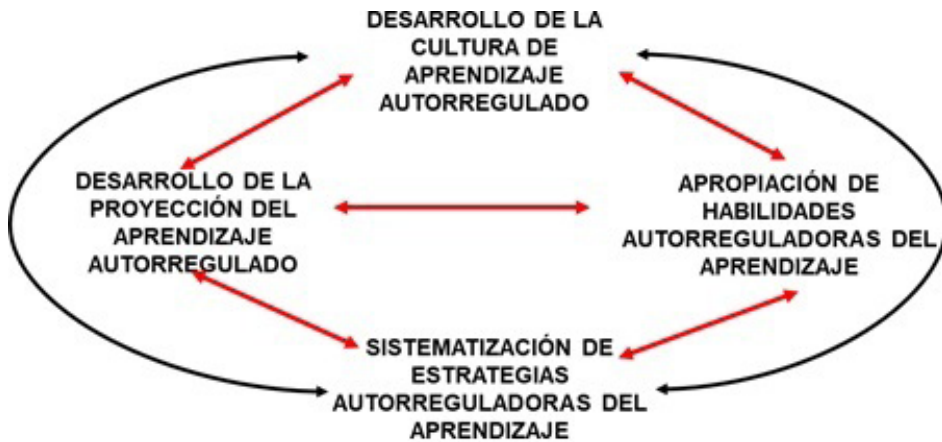 DESARROLLO DE LA
CULTURA DE
APRENDIZAJE
AUTORREGULADO
DESARROLLO DE LA
PROYECCIÓN DEL
APRENDIZAJE
AUTORREGULADO
APROPIACIÓN DE
HABILIDADES
AUTORREGULADORAS DEL
APRENDIZAJE
SISTEMATIZACIÓN DE
ESTRATEGIAS
AUTORREGULADORAS DEL
APRENDIZAJE